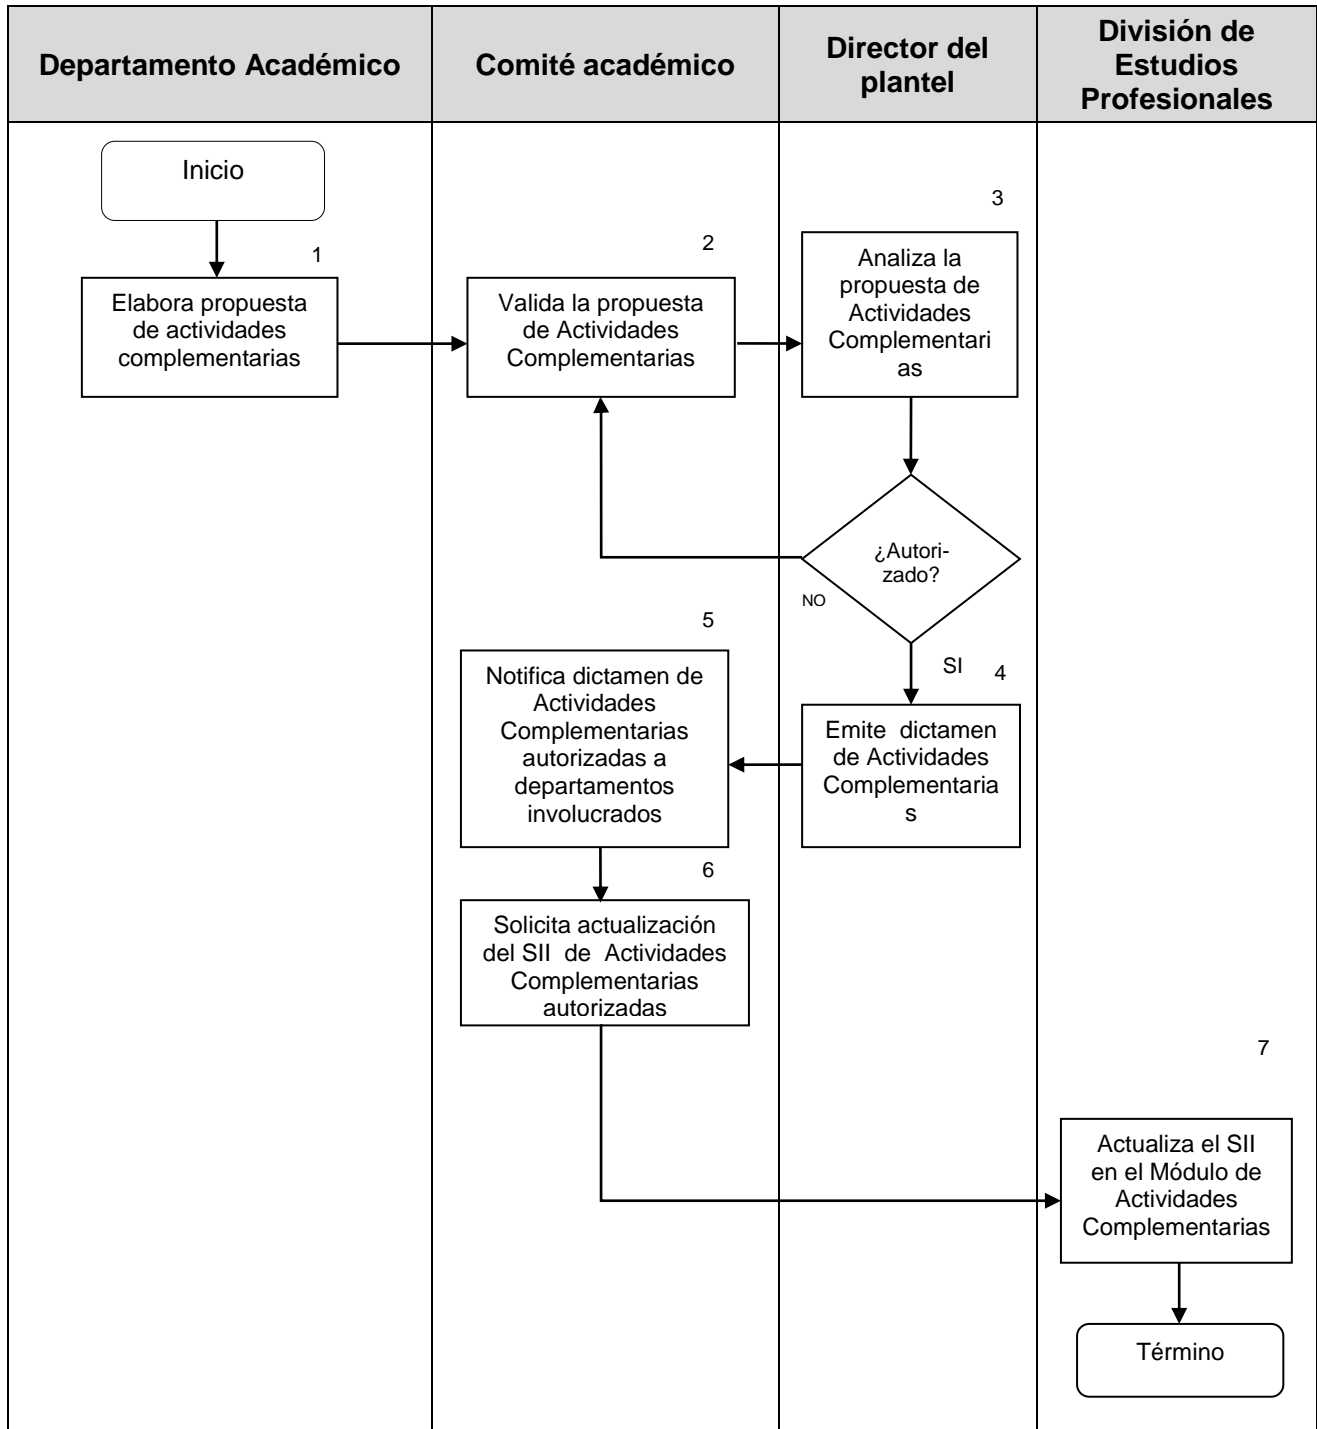 Departamento Académico
Comité académico
Director del
plantel
División de
Estudios
Profesionales
Inicio
1
Elabora propuesta
de actividades
complementarias
2
Valida la propuesta
de Actividades
Complementarias
3
Analiza la
propuesta de
Actividades
Complementari
as
¿Autori-
zado?
NO
SI
4
Emite dictamen
de Actividades
Complementaria
s
5
Notifica dictamen de
Actividades
Complementarias
autorizadas a
departamentos
involucrados
6
Solicita actualización
del SII de Actividades
Complementarias
autorizadas
7
Actualiza el SII
en el Módulo de
Actividades
Complementarias
Término